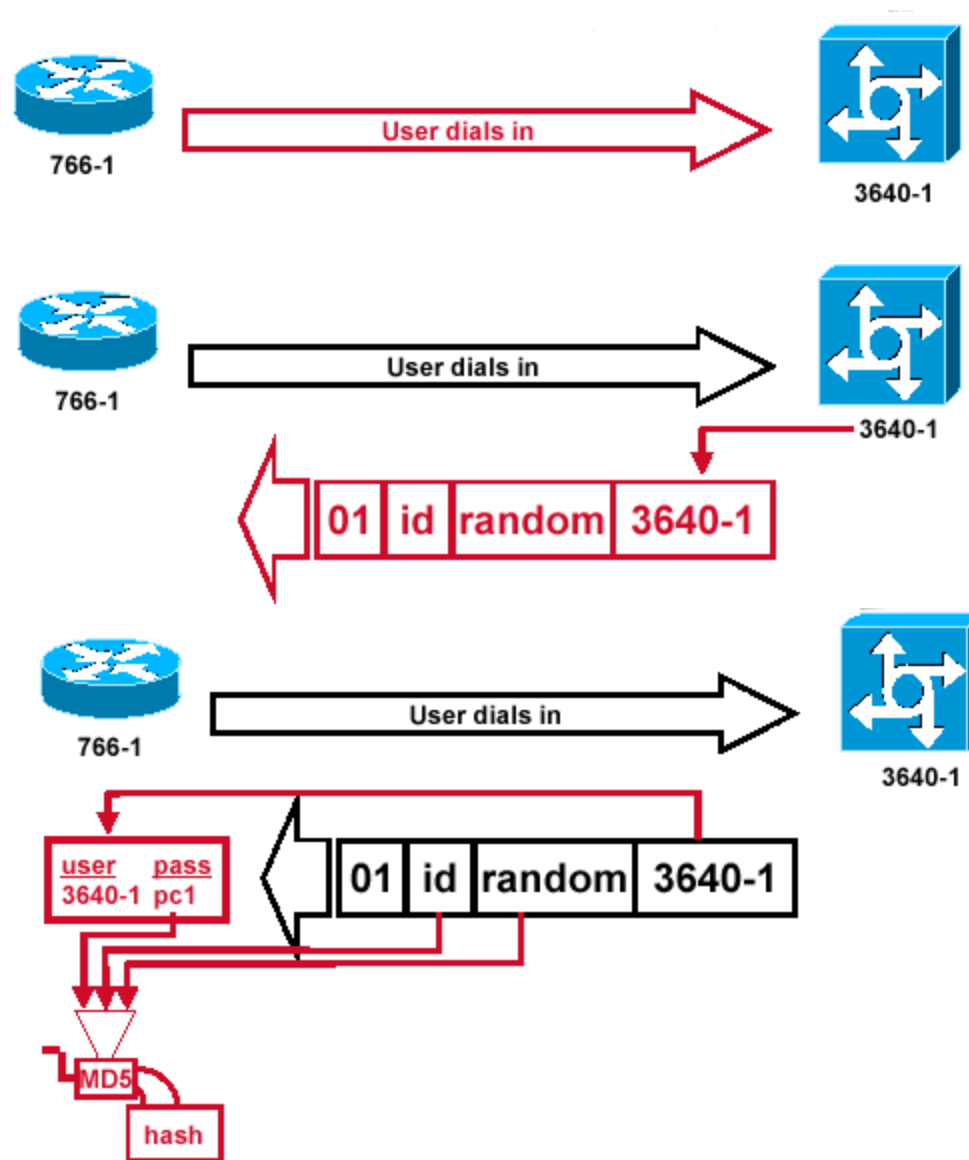 User dials in
766-1
3640-1
User dials in
766-1
3640-1
01 id random 3640-1
User dials in
766-1
3640-1
user pass
3640-1 pc1
01 id random 3640-1
MD5
hash